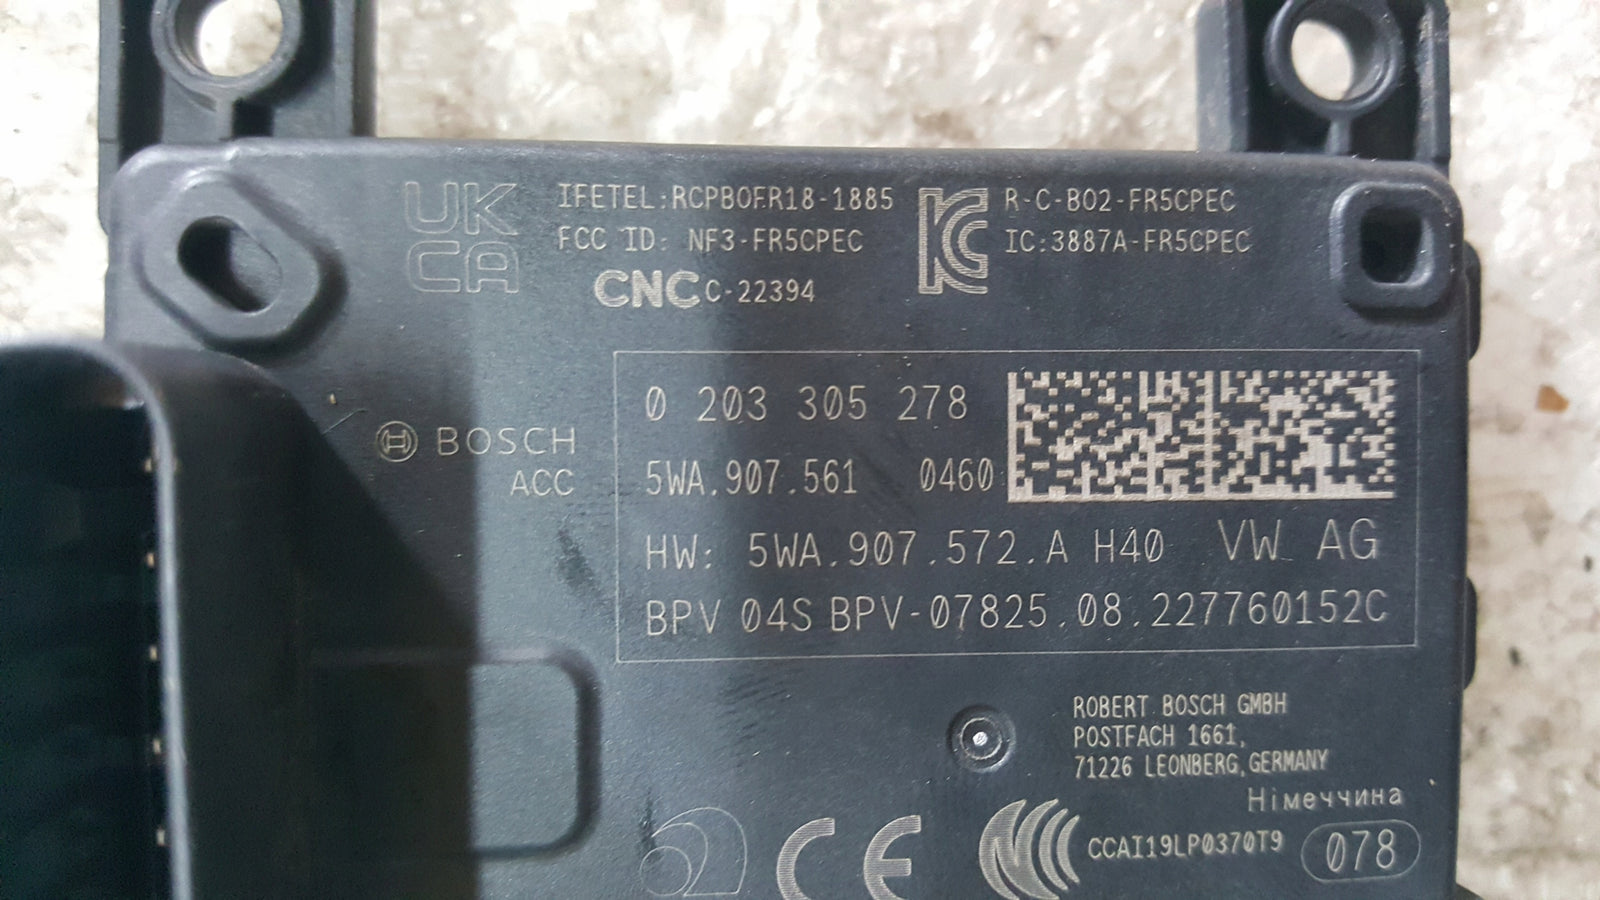 UK
CA
IFETEL:RCPBOFR18-1885
FCC ID: NF3-FR5CPEC
CNC C-22394
R-C-BO2-FR5CPEC
IC:3887A-FR5CPEC
BOSCH
ACC
0 203 305 278
5WA.907.561 0460
HW: 5WA.907.572.A H40 VW AG
BPV 04S BPV-07825.08.227760152C
ROBERT BOSCH GMBH
POSTFACH 1661,
71226 LEONBERG, GERMANY
Німеччина
CE
CCAI19LP0370T9
078